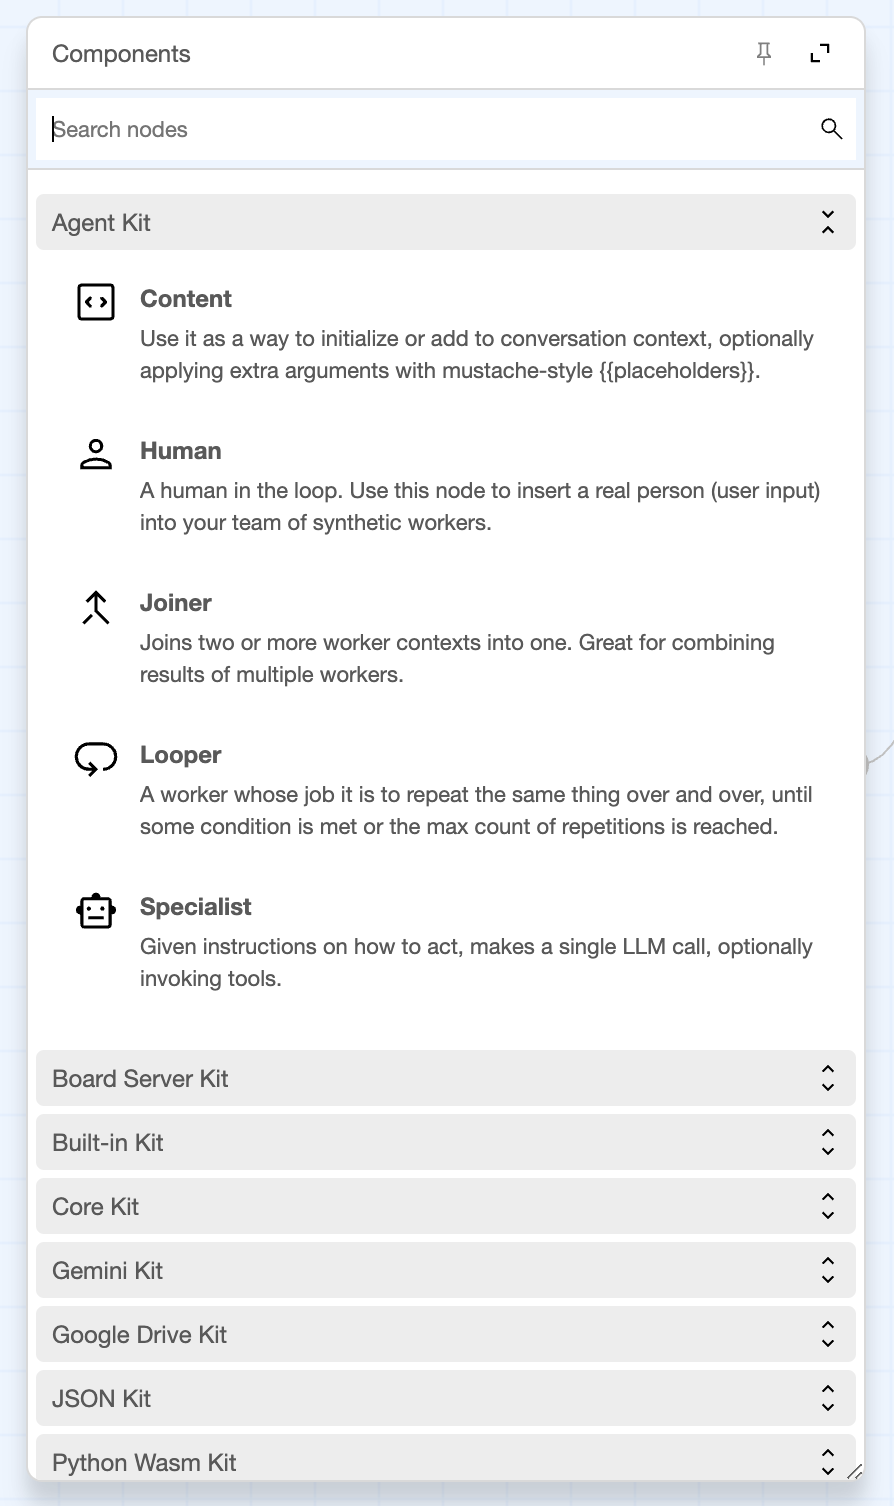 Components
Search nodes
Agent Kit
Content
Use it as a way to initialize or add to conversation context, optionally
applying extra arguments with mustache-style {{placeholders}}.
Human
A human in the loop. Use this node to insert a real person (user input)
into your team of synthetic workers.
Joiner
Joins two or more worker contexts into one. Great for combining
results of multiple workers.
Looper
A worker whose job it is to repeat the same thing over and over, until
some condition is met or the max count of repetitions is reached.
Specialist
Given instructions on how to act, makes a single LLM call, optionally
invoking tools.
Board Server Kit
Built-in Kit
Core Kit
Gemini Kit
Google Drive Kit
JSON Kit
Python Wasm Kit